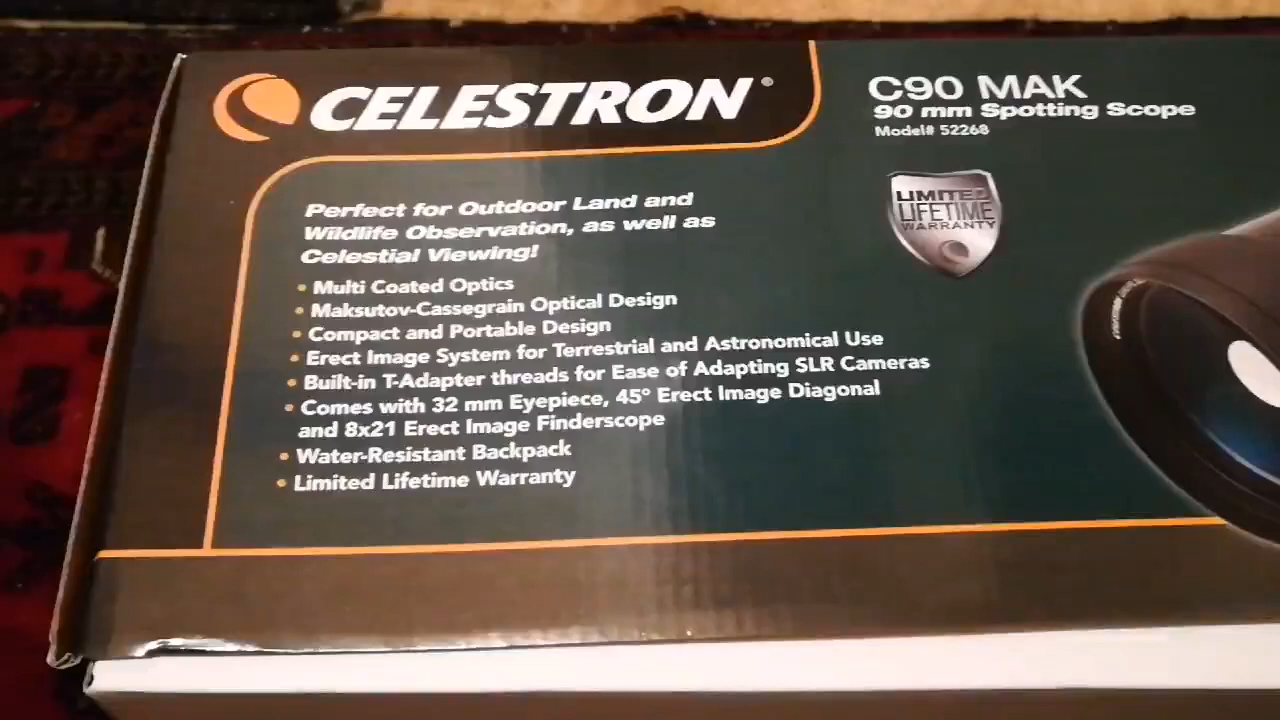 CELESTRON®
C90 MAK
90 mm Spotting Scope
Model# 52268
LIMITED
LIFETIME
WARRANTY
Perfect for Outdoor Land and
Wildlife Observation, as well as
Celestial Viewing!
• Multi Coated Optics
• Maksutov-Cassegrain Optical Design
• Compact and Portable Design
• Erect Image System for Terrestrial and Astronomical Use
• Built-in T-Adapter threads for Ease of Adapting SLR Cameras
• Comes with 32 mm Eyepiece, 45° Erect Image Diagonal
and 8x21 Erect Image Finderscope
• Water-Resistant Backpack
• Limited Lifetime Warranty